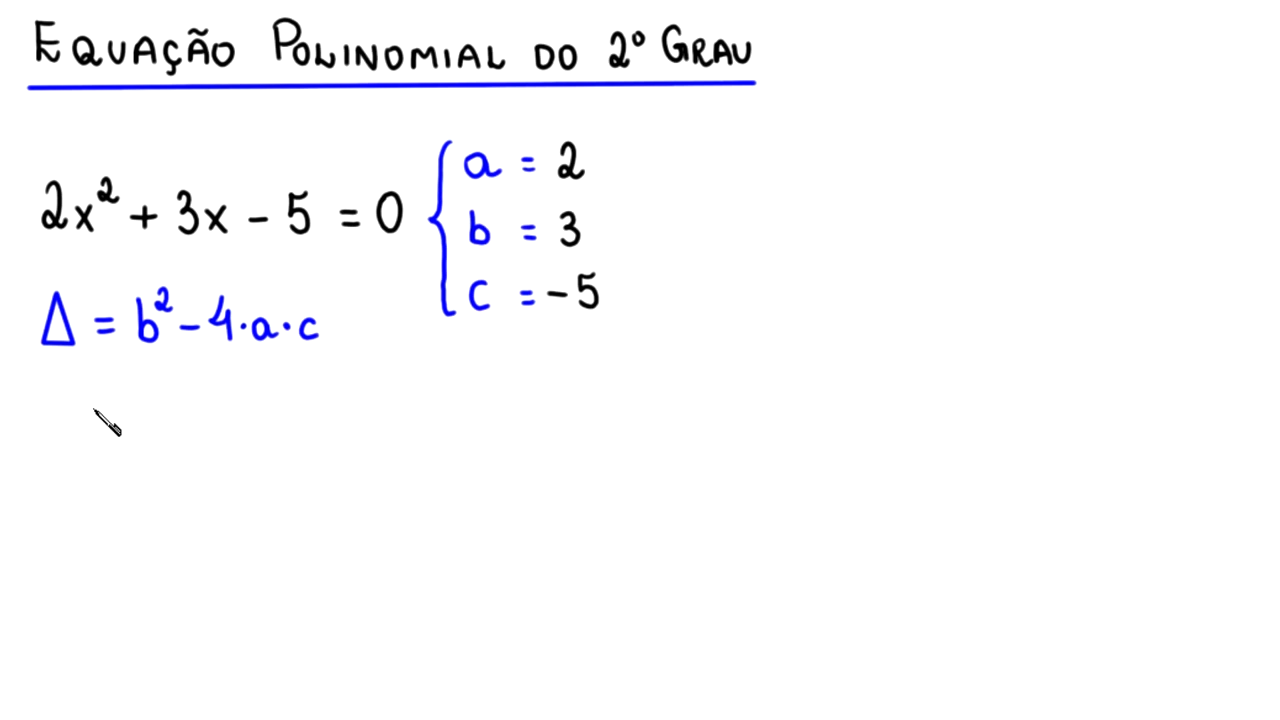 EQUAÇÃO POLINOMIAL DO 2º GRAU
2x² + 3x - 5 = 0
a = 2
b = 3
c = -5
Δ = b² - 4·a·c